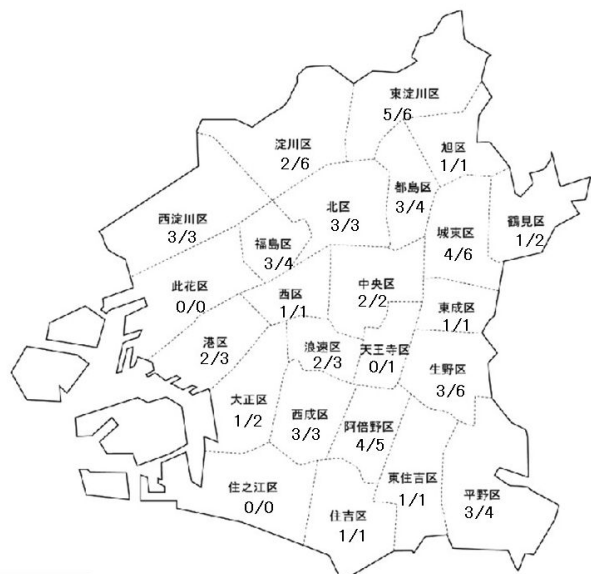 東淀川区
5/6
淀川区
2/6
旭区
1/1
都島区
3/4
北区
3/3
西淀川区
3/3
鶴見区
1/2
福島区
3/4
城東区
4/6
此花区
0/0
西区
1/1
中央区
2/2
東成区
1/1
港区
2/3
浪速区
2/3
天王寺区
0/1
生野区
3/6
大正区
1/2
西成区
3/3
阿倍野区
4/5
東住吉区
1/1
平野区
3/4
住之江区
0/0
住吉区
1/1